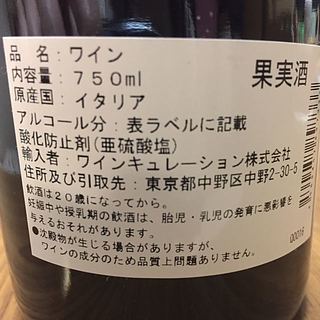 品　名：ワイン
内容量：750ml
果実酒
原産国：イタリア
アルコール分：表ラベルに記載
酸化防止剤(亜硫酸塩)
輸入者：ワインキュレーション株式会社
住所及び引取先：東京都中野区中野2-30-5
飲酒は20歳になってから。
妊娠中や授乳期の飲酒は、胎児・乳児の発育に悪影響を
与えるおそれがあります。
●沈殿物が生じる場合がありますが、
ワインの成分のため品質上問題ありません。
00016